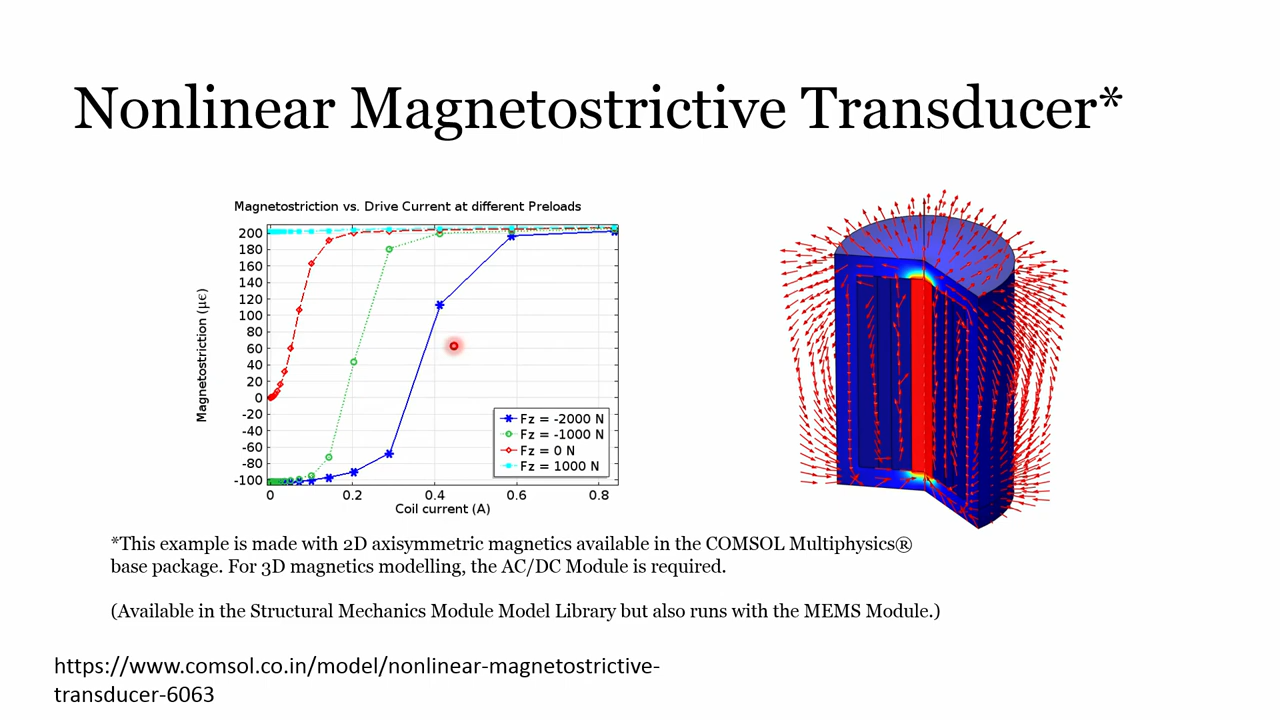 Nonlinear Magnetostrictive Transducer*
Magnetostriction vs. Drive Current at different Preloads
Magnetostriction (µє)
200
180
160
140
120
100
80
60
40
20
0
-20
-40
-60
-80
-100
Fz = -2000 N
Fz = -1000 N
Fz = 0 N
Fz = 1000 N
0 0.2 0.4 0.6 0.8
Coil current (A)
*This example is made with 2D axisymmetric magnetics available in the COMSOL Multiphysics®
base package. For 3D magnetics modelling, the AC/DC Module is required.
(Available in the Structural Mechanics Module Model Library but also runs with the MEMS Module.)
https://www.comsol.co.in/model/nonlinear-magnetostrictive-
transducer-6063